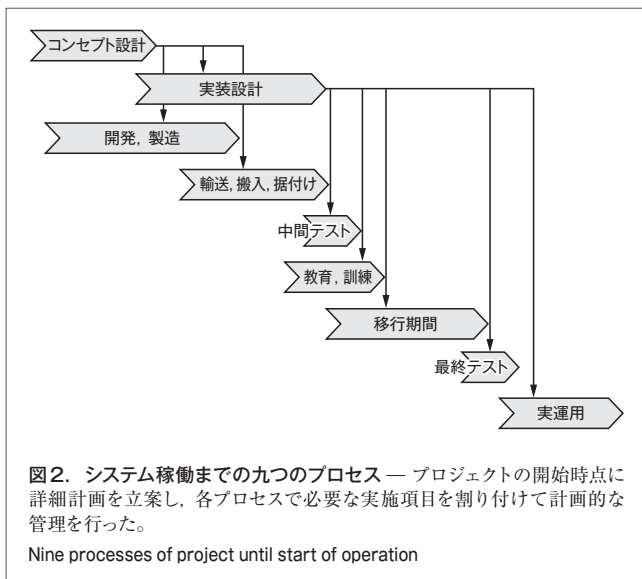 コンセプト設計
実装設計
開発，製造
輸送，搬入，据付け
中間テスト
教育，訓練
移行期間
最終テスト
実運用
図2．システム稼働までの九つのプロセス — プロジェクトの開始時点に
詳細計画を立案し，各プロセスで必要な実施項目を割り付けて計画的な
管理を行った。
Nine processes of project until start of operation